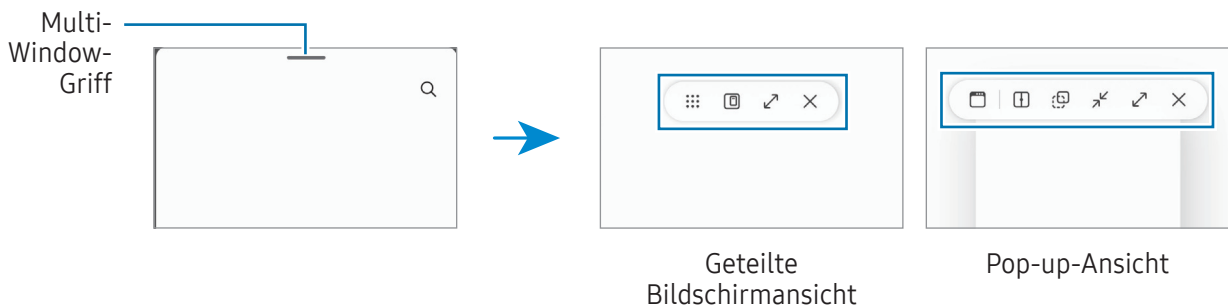 Multi-
Window-
Griff
Geteilte
Bildschirmansicht
Pop-up-Ansicht